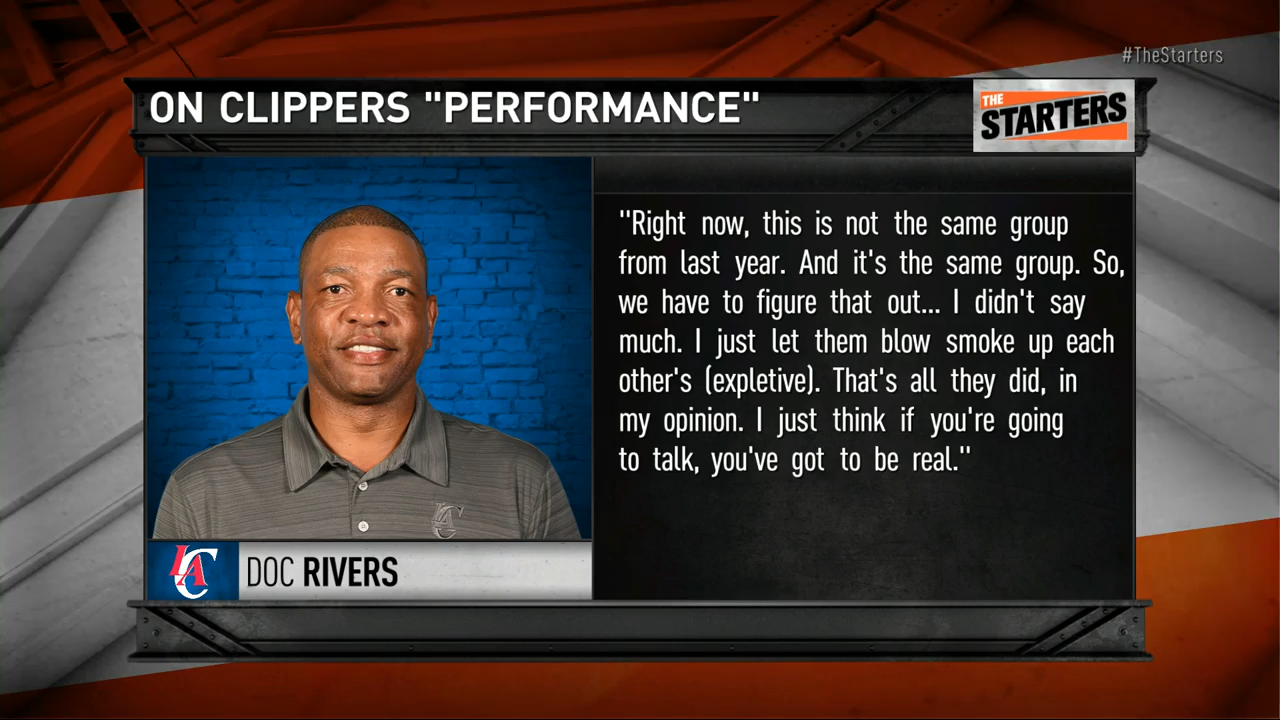 #TheStarters
ON CLIPPERS "PERFORMANCE"
THE
STARTERS
"Right now, this is not the same group
from last year. And it's the same group. So,
we have to figure that out... I didn't say
much. I just let them blow smoke up each
other's (expletive). That's all they did, in
my opinion. I just think if you're going
to talk, you've got to be real."
LAC
LAC
DOC RIVERS